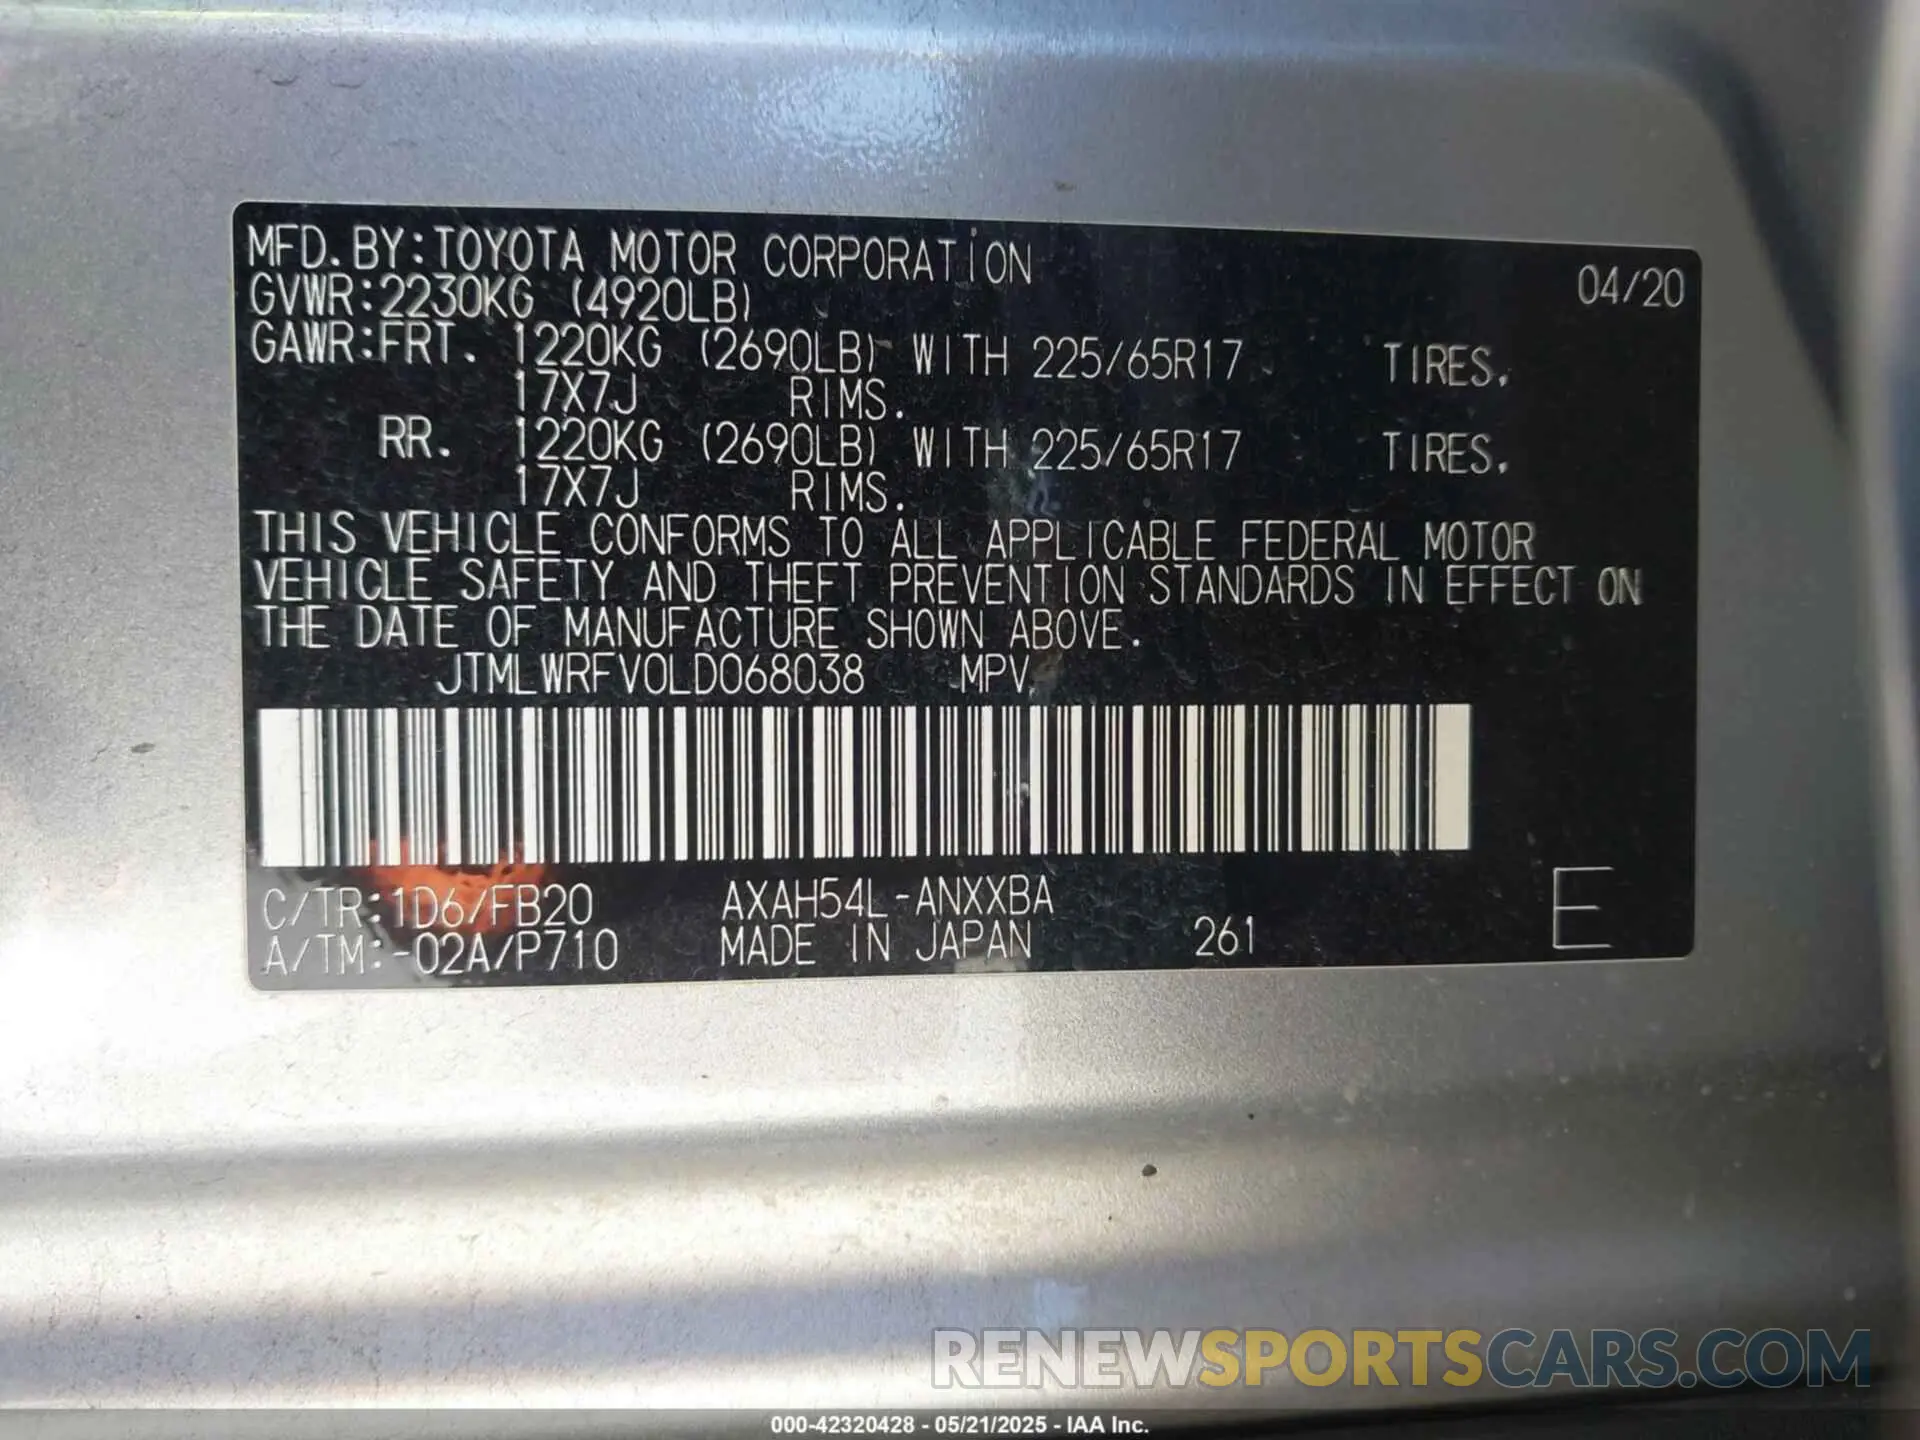 MFD. BY: TOYOTA MOTOR CORPORATION 04/20
GVWR: 2230KG (4920LB)
GAWR: FRT. 1220KG (2690LB) WITH 225/65R17 TIRES.
17X7J RIMS.
RR. 1220KG (2690LB) WITH 225/65R17 TIRES.
17X7J RIMS.
THIS VEHICLE CONFORMS TO ALL APPLICABLE FEDERAL MOTOR
VEHICLE SAFETY AND THEFT PREVENTION STANDARDS IN EFFECT ON
THE DATE OF MANUFACTURE SHOWN ABOVE.
JTMLWRFV0LD068038 MPV
C/TR: 1D6/FB20 AXAH54L-ANXXBA
A/TM: -02A/P710 MADE IN JAPAN 261 E
RENEWSPORTSCARS.COM
000-42320428 - 05/21/2025 - IAA Inc.